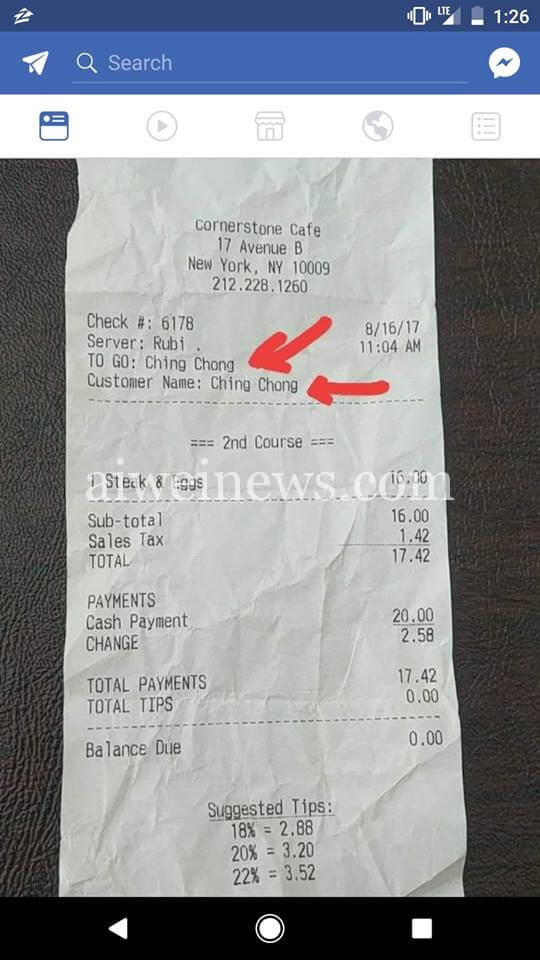 LTE 1:26
Search
Cornerstone Cafe
17 Avenue B
New York, NY 10009
212.228.1260
Check #: 6178 8/16/17
Server: Rubi . 11:04 AM
TO GO: Ching Chong
Customer Name: Ching Chong
=== 2nd Course ===
1 Steak & Eggs 16.00
aiweinews.com
Sub-total 16.00
Sales Tax 1.42
TOTAL 17.42
PAYMENTS
Cash Payment 20.00
CHANGE 2.58
TOTAL PAYMENTS 17.42
TOTAL TIPS 0.00
Balance Due 0.00
Suggested Tips:
18% = 2.88
20% = 3.20
22% = 3.52